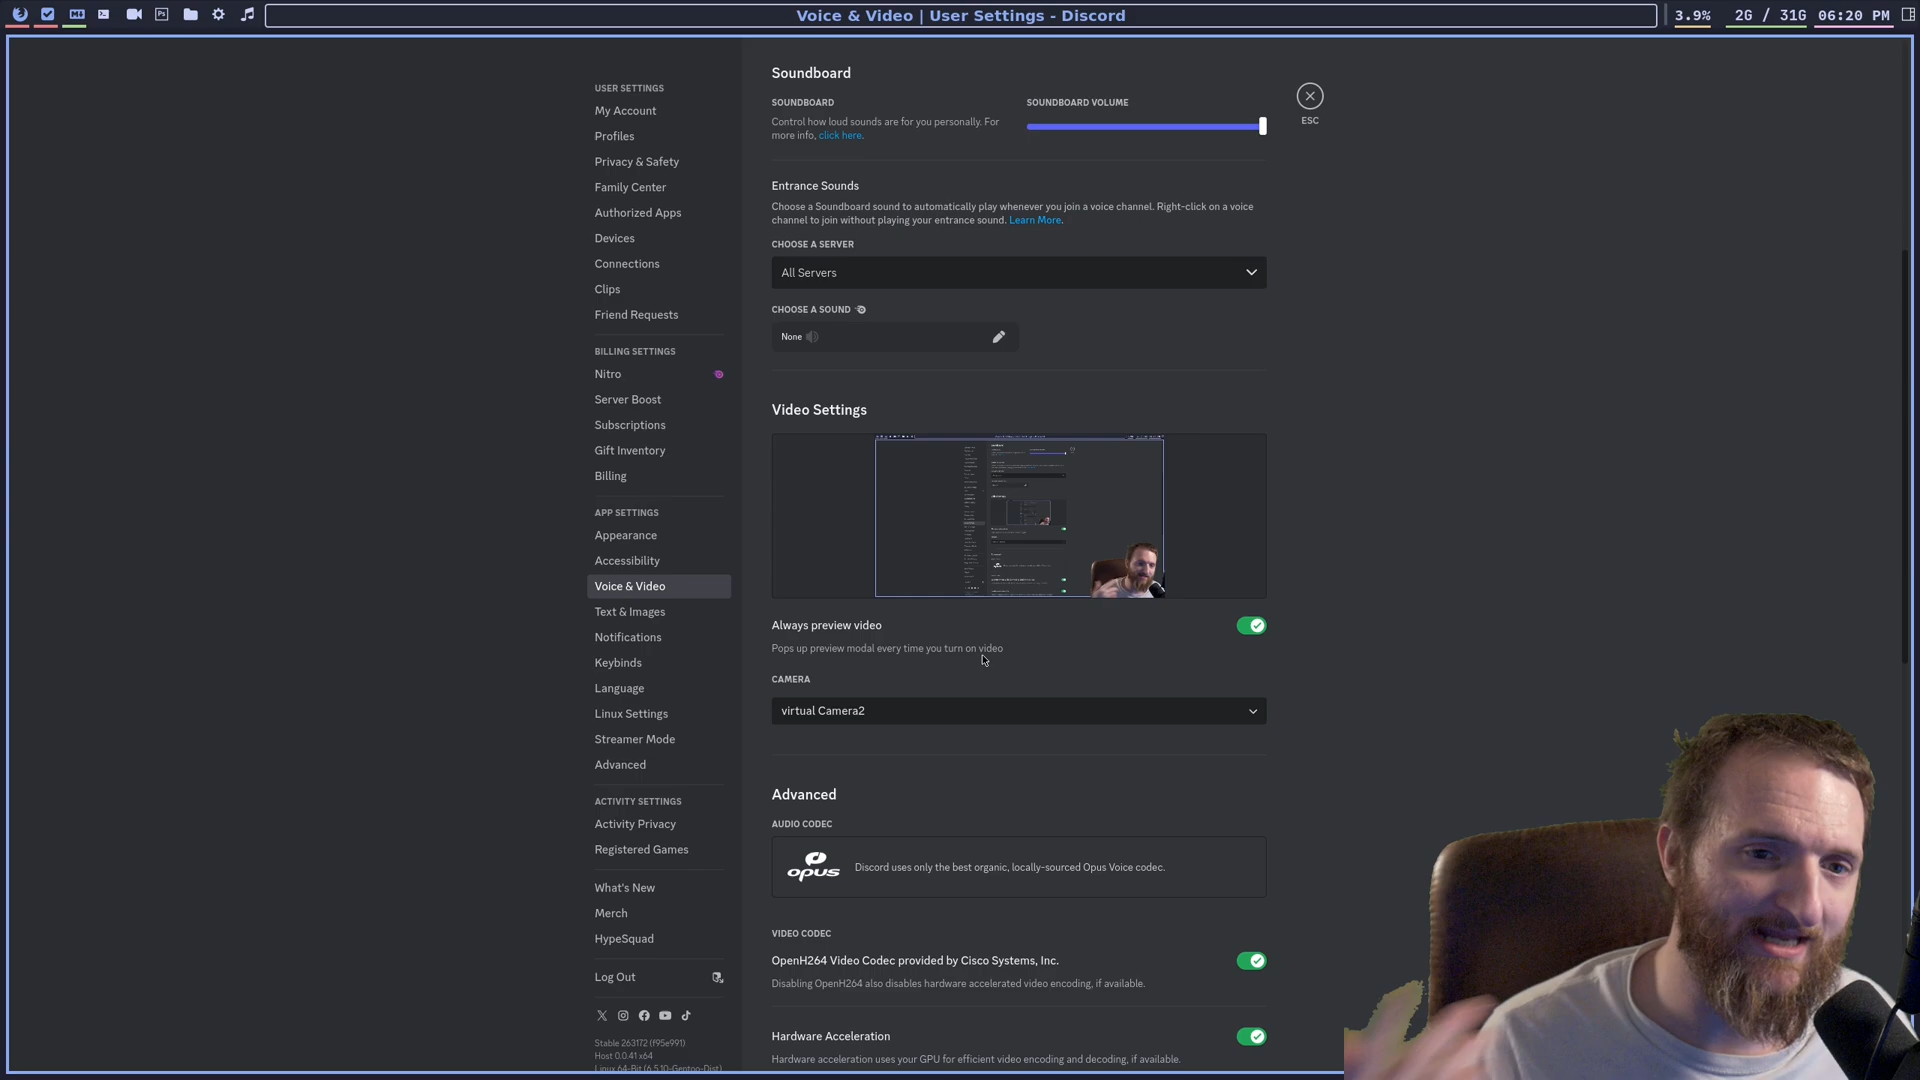 Voice & Video | User Settings - Discord
3.9%
2G / 31G
06:20 PM
USER SETTINGS
My Account
Profiles
Privacy & Safety
Family Center
Authorized Apps
Devices
Connections
Clips
Friend Requests
BILLING SETTINGS
Nitro
Server Boost
Subscriptions
Gift Inventory
Billing
APP SETTINGS
Appearance
Accessibility
Voice & Video
Text & Images
Notifications
Keybinds
Language
Linux Settings
Streamer Mode
Advanced
ACTIVITY SETTINGS
Activity Privacy
Registered Games
What's New
Merch
HypeSquad
Log Out
Stable 263172 (f95e991)
Host 0.0.41 x64
Linux 64-Bit (6.5.10-Gentoo-Dist)
Soundboard
SOUNDBOARD
Control how loud sounds are for you personally. For
more info, click here.
SOUNDBOARD VOLUME
ESC
Entrance Sounds
Choose a Soundboard sound to automatically play whenever you join a voice channel. Right-click on a voice
channel to join without playing your entrance sound. Learn More.
CHOOSE A SERVER
All Servers
CHOOSE A SOUND
None
Video Settings
Always preview video
Pops up preview modal every time you turn on video
CAMERA
virtual Camera2
Advanced
AUDIO CODEC
opus
Discord uses only the best organic, locally-sourced Opus Voice codec.
VIDEO CODEC
OpenH264 Video Codec provided by Cisco Systems, Inc.
Disabling OpenH264 also disables hardware accelerated video encoding, if available.
Hardware Acceleration
Hardware acceleration uses your GPU for efficient video encoding and decoding, if available.